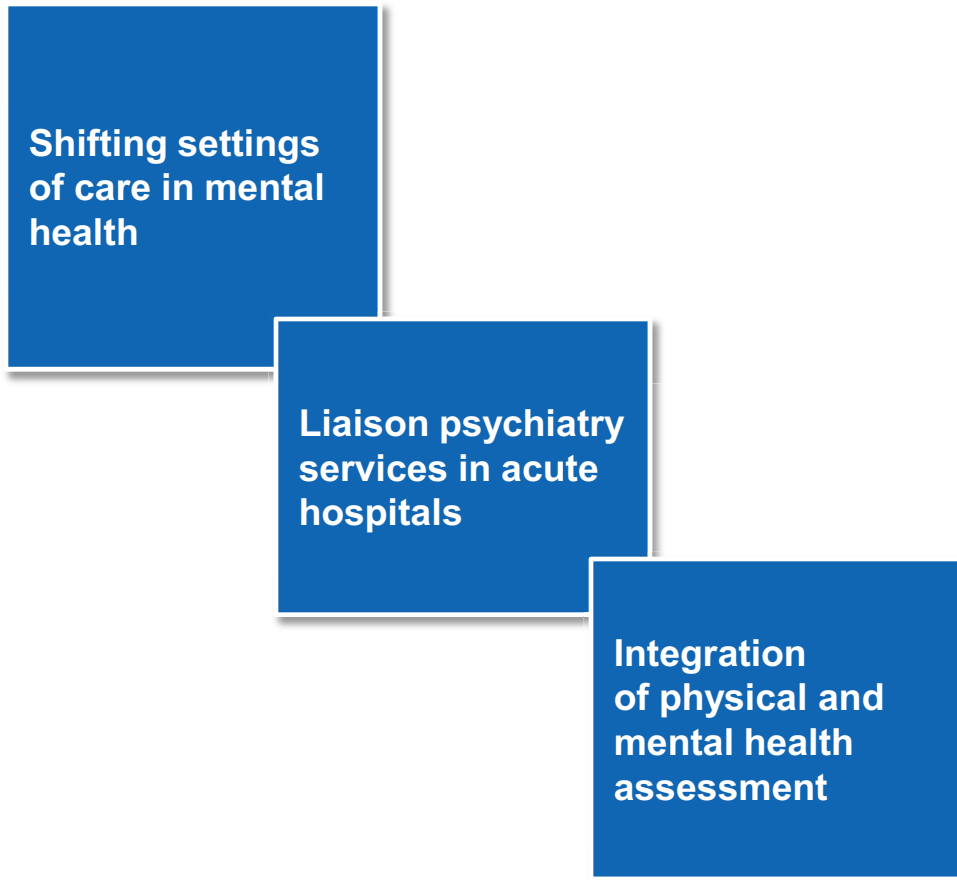 Shifting settings
of care in mental
health
Liaison psychiatry
services in acute
hospitals
Integration
of physical and
mental health
assessment